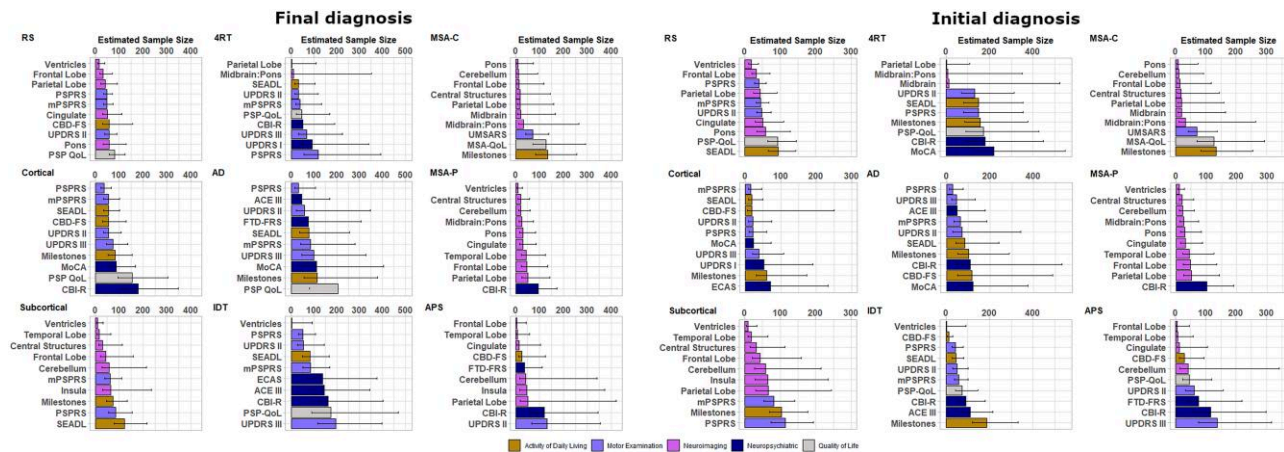 Final diagnosis
RS
Estimated Sample Size
0 100 200 300 400 500
Ventricles
Frontal Lobe
Parietal Lobe
PSPRS
mPSPRS
Cingulate
CBD-FS
UPDRS II
Pons
PSP QoL
4RT
Estimated Sample Size
0 100 200 300 400 500
Parietal Lobe
Midbrain:Pons
SEADL
UPDRS II
mPSPRS
PSP-QoL
CBI-R
UPDRS III
UPDRS I
PSPRS
MSA-C
Estimated Sample Size
0 100 200 300 400
Pons
Cerebellum
Frontal Lobe
Central Structures
Parietal Lobe
Midbrain
Midbrain:Pons
UMSARS
MSA-QoL
Milestones
Cortical
PSPRS
mPSPRS
SEADL
CBD-FS
UPDRS II
UPDRS III
Milestones
MoCA
PSP QoL
CBI-R
AD
PSPRS
ACE III
UPDRS II
FTD-FRS
SEADL
mPSPRS
UPDRS III
MoCA
Milestones
PSP QoL
MSA-P
Ventricles
Central Structures
Cerebellum
Midbrain:Pons
Pons
Cingulate
Temporal Lobe
Frontal Lobe
Parietal Lobe
CBI-R
Subcortical
Ventricles
Temporal Lobe
Central Structures
Frontal Lobe
Cerebellum
mPSPRS
Insula
Milestones
PSPRS
SEADL
IDT
Ventricles
PSPRS
UPDRS II
SEADL
mPSPRS
ECAS
ACE III
CBI-R
PSP-QoL
UPDRS III
APS
Frontal Lobe
Temporal Lobe
Cingulate
CBD-FS
FTD-FRS
Cerebellum
Insula
Parietal Lobe
CBI-R
UPDRS II
Initial diagnosis
RS
Estimated Sample Size
0 100 200 300
Ventricles
Frontal Lobe
PSPRS
Parietal Lobe
mPSPRS
UPDRS II
Cingulate
Pons
PSP-QoL
SEADL
4RT
Estimated Sample Size
0 200 400
Parietal Lobe
Midbrain:Pons
Midbrain
UPDRS II
SEADL
PSPRS
Milestones
PSP-QoL
CBI-R
MoCA
MSA-C
Estimated Sample Size
0 100 200 300
Pons
Cerebellum
Frontal Lobe
Central Structures
Parietal Lobe
Midbrain
Midbrain:Pons
UMSARS
MSA-QoL
Milestones
Cortical
mPSPRS
SEADL
CBD-FS
UPDRS II
PSPRS
MoCA
UPDRS III
UPDRS I
Milestones
ECAS
AD
PSPRS
UPDRS III
ACE III
mPSPRS
UPDRS II
SEADL
Milestones
CBI-R
CBD-FS
MoCA
MSA-P
Ventricles
Central Structures
Cerebellum
Midbrain:Pons
Pons
Cingulate
Temporal Lobe
Frontal Lobe
Parietal Lobe
CBI-R
Subcortical
Ventricles
Temporal Lobe
Central Structures
Frontal Lobe
Cerebellum
Insula
Parietal Lobe
mPSPRS
Milestones
PSPRS
IDT
Ventricles
CBD-FS
PSPRS
SEADL
UPDRS II
mPSPRS
PSP-QoL
CBI-R
ACE III
Milestones
APS
Frontal Lobe
Temporal Lobe
Cingulate
CBD-FS
Cerebellum
PSP-QoL
UPDRS II
FTD-FRS
CBI-R
UPDRS III
Activity of Daily Living Motor Examination Neuroimaging Neuropsychiatric Quality of Life